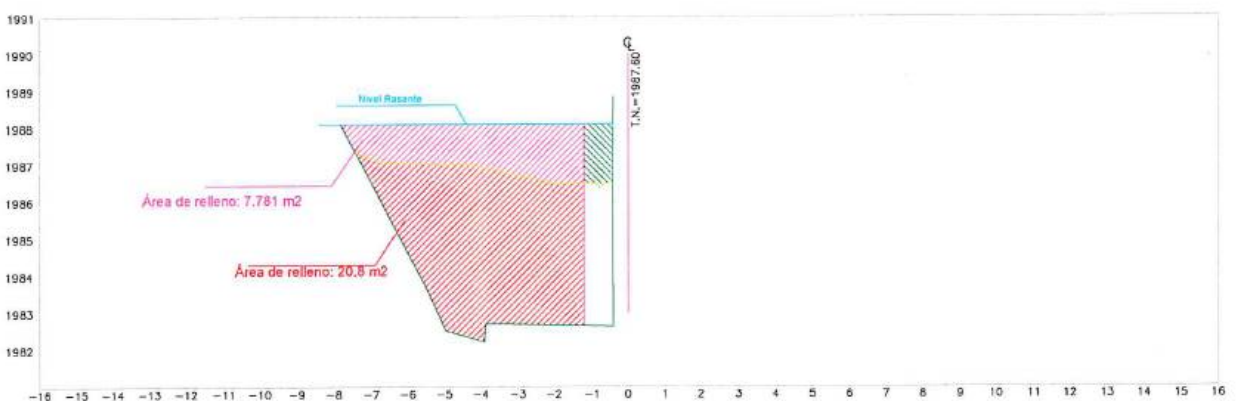 1991
1990
1989
1988
1987
1986
1985
1984
1983
1982
℄
T.N.=1987.60
Nivel Rasante
Área de relleno: 7.781 m2
Área de relleno: 20.8 m2
-16 -15 -14 -13 -12 -11 -10 -9 -8 -7 -6 -5 -4 -3 -2 -1 0 1 2 3 4 5 6 7 8 9 10 11 12 13 14 15 16